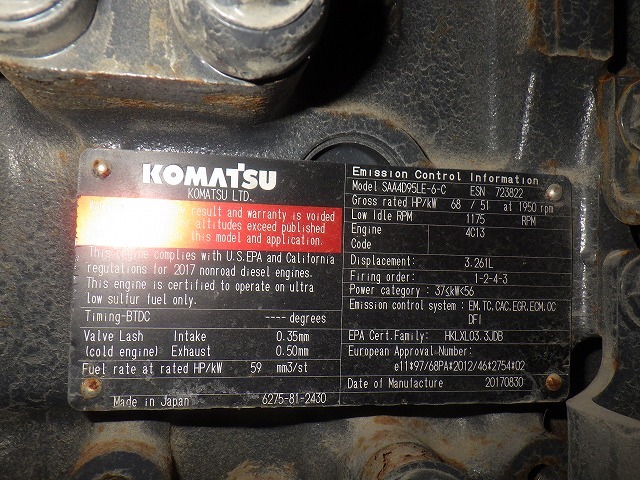 KOMATSU
KOMATSU LTD.
result and warranty is voided
altitudes exceed published
this model and application.
This engine complies with U.S.EPA and California
regulations for 2017 nonroad diesel engines.
This engine is certified to operate on ultra
low sulfur fuel only.
Timing-BTDC ---- degrees
Valve Lash Intake 0.35mm
(cold engine) Exhaust 0.50mm
Fuel rate at rated HP/kW 59 mm3/st
Made in Japan 6275-81-2430
Emission Control Information
Model SAA4D95LE-6-C ESN 723822
Gross rated HP/kW 68 / 51 at 1950 rpm
Low Idle RPM 1175 RPM
Engine 4C13
Code
Displacement: 3.261L
Firing order: 1-2-4-3
Power category: 37≤kW<56
Emission control system : EM,TC,CAC,EGR,ECM,OC
DFI
EPA Cert.Family: HKLXL03.3JDB
European Approval Number:
e11*97/68PA*2012/46*2754*02
Date of Manufacture 20170830